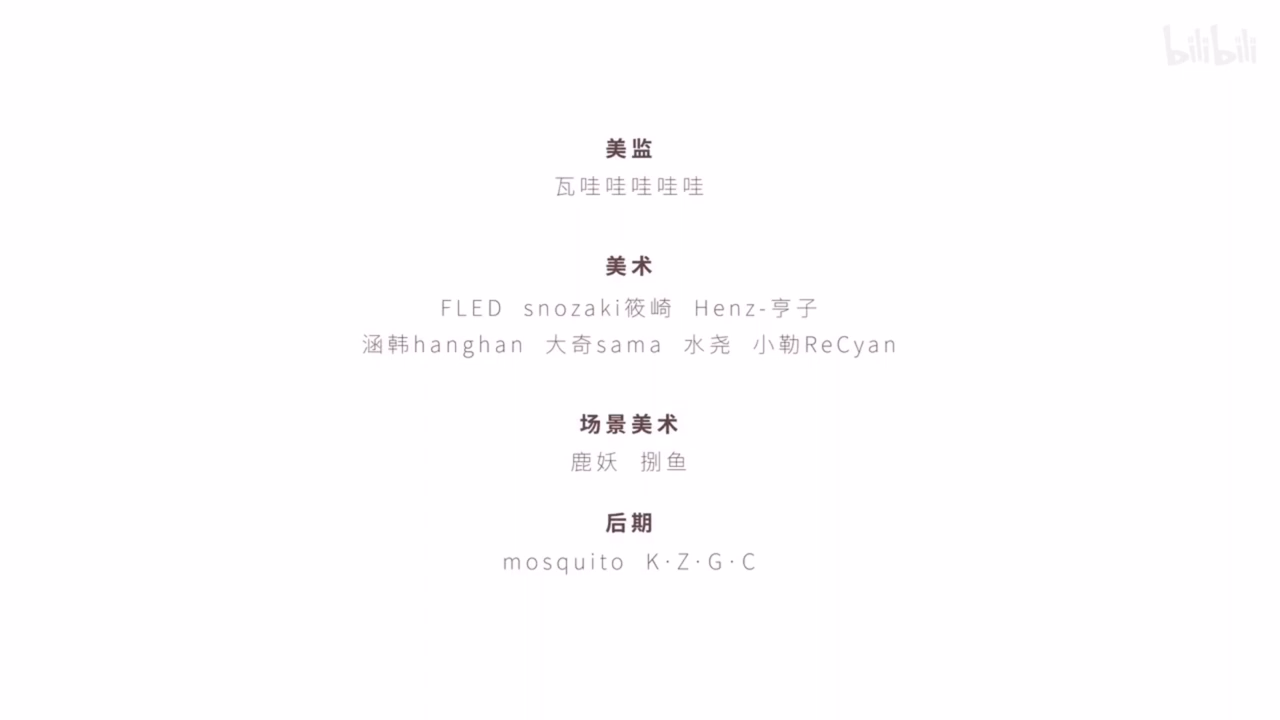 bilibili
美监
瓦哇哇哇哇哇
美术
FLED snozaki筱崎 Henz-亨子
涵韩hanghan 大奇sama 水尧 小勒ReCyan
场景美术
鹿妖 捌鱼
后期
mosquito K·Z·G·C